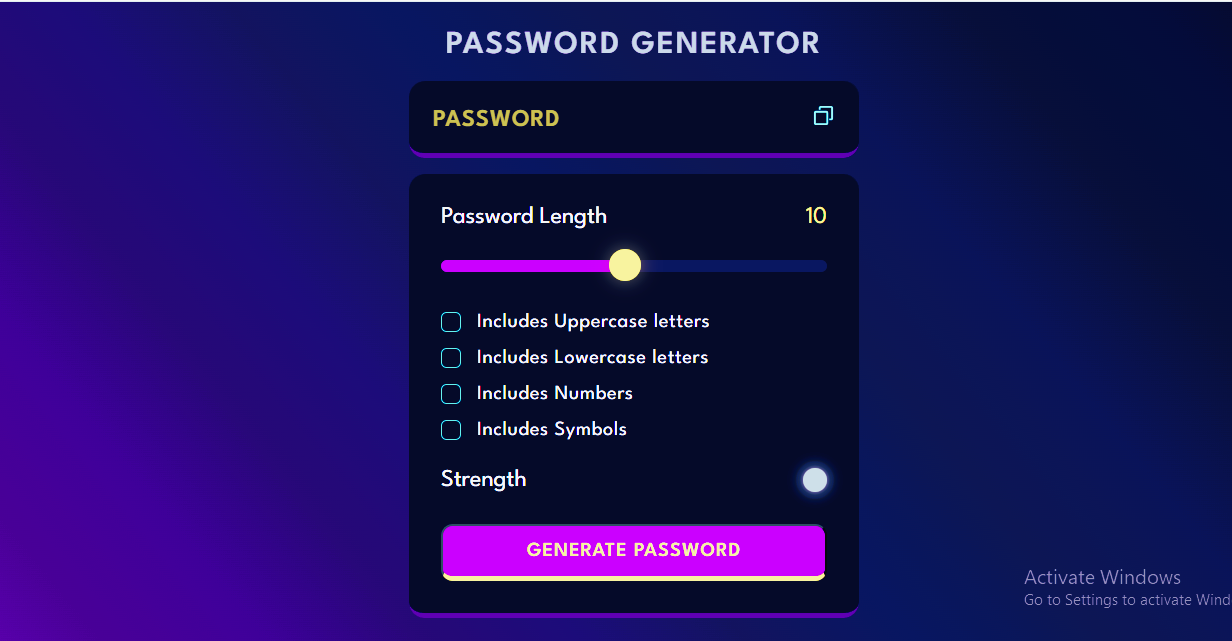 PASSWORD GENERATOR
PASSWORD
Password Length 10
Includes Uppercase letters
Includes Lowercase letters
Includes Numbers
Includes Symbols
Strength
GENERATE PASSWORD
Activate Windows
Go to Settings to activate Wind